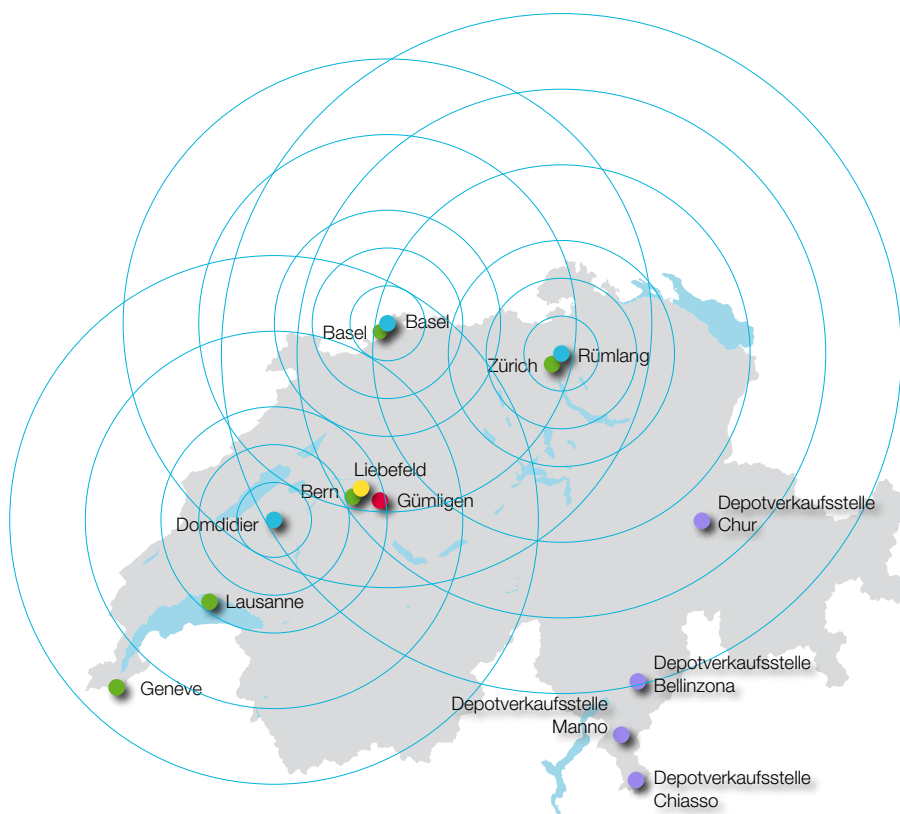 Basel
Basel
Zürich
Rümlang
Liebefeld
Bern
Gümligen
Domdidier
Depotverkaufsstelle
Chur
Lausanne
Geneve
Depotverkaufsstelle
Bellinzona
Depotverkaufsstelle
Manno
Depotverkaufsstelle
Chiasso